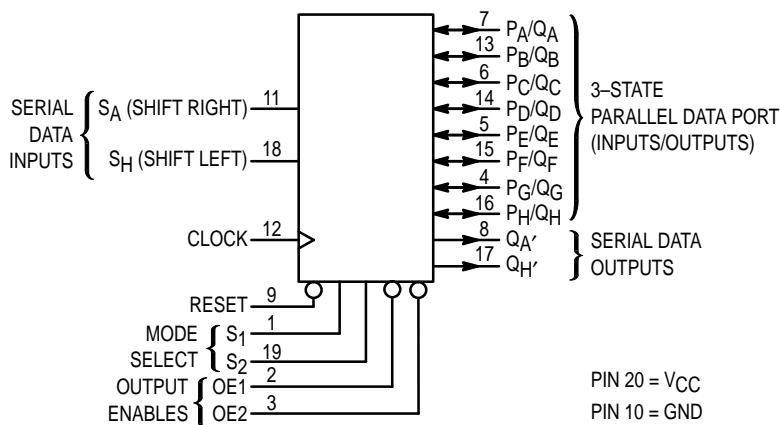 7 PA/QA
13 PB/QB
6 PC/QC
14 PD/QD
5 PE/QE
15 PF/QF
4 PG/QG
16 PH/QH
3–STATE
PARALLEL DATA PORT
(INPUTS/OUTPUTS)
SERIAL
DATA
INPUTS
SA (SHIFT RIGHT) 11
SH (SHIFT LEFT) 18
CLOCK 12
8 QA′
17 QH′
SERIAL DATA
OUTPUTS
RESET 9
MODE
SELECT
S1 1
S2 19
OUTPUT
ENABLES
OE1 2
OE2 3
PIN 20 = VCC
PIN 10 = GND